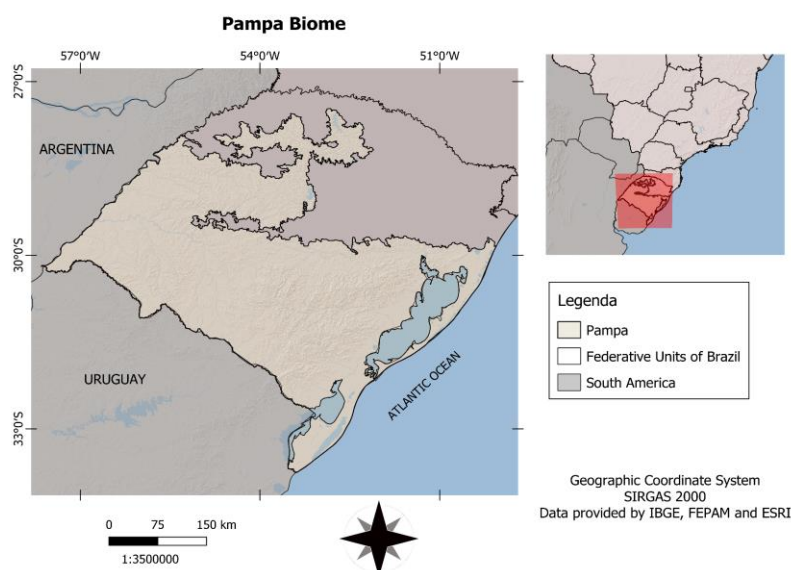 Pampa Biome
57°0'W 54°0'W 51°0'W
27°0'S
30°0'S
33°0'S
ARGENTINA
URUGUAY
ATLANTIC OCEAN
0 75 150 km
1:3500000
Legenda
Pampa
Federative Units of Brazil
South America
Geographic Coordinate System
SIRGAS 2000
Data provided by IBGE, FEPAM and ESRI